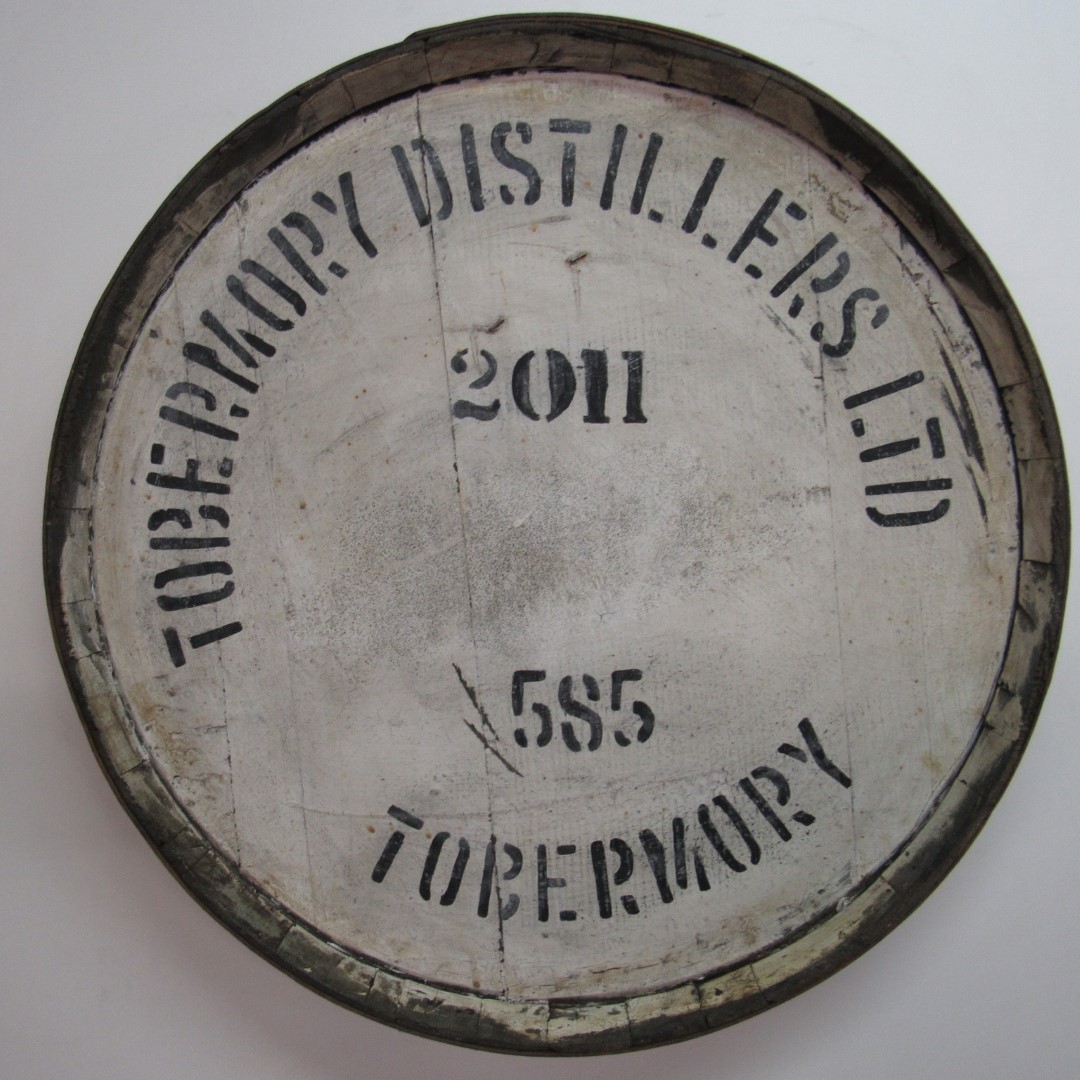 TOBERMORY DISTILLERS LTD
2011
585
TOBERMORY